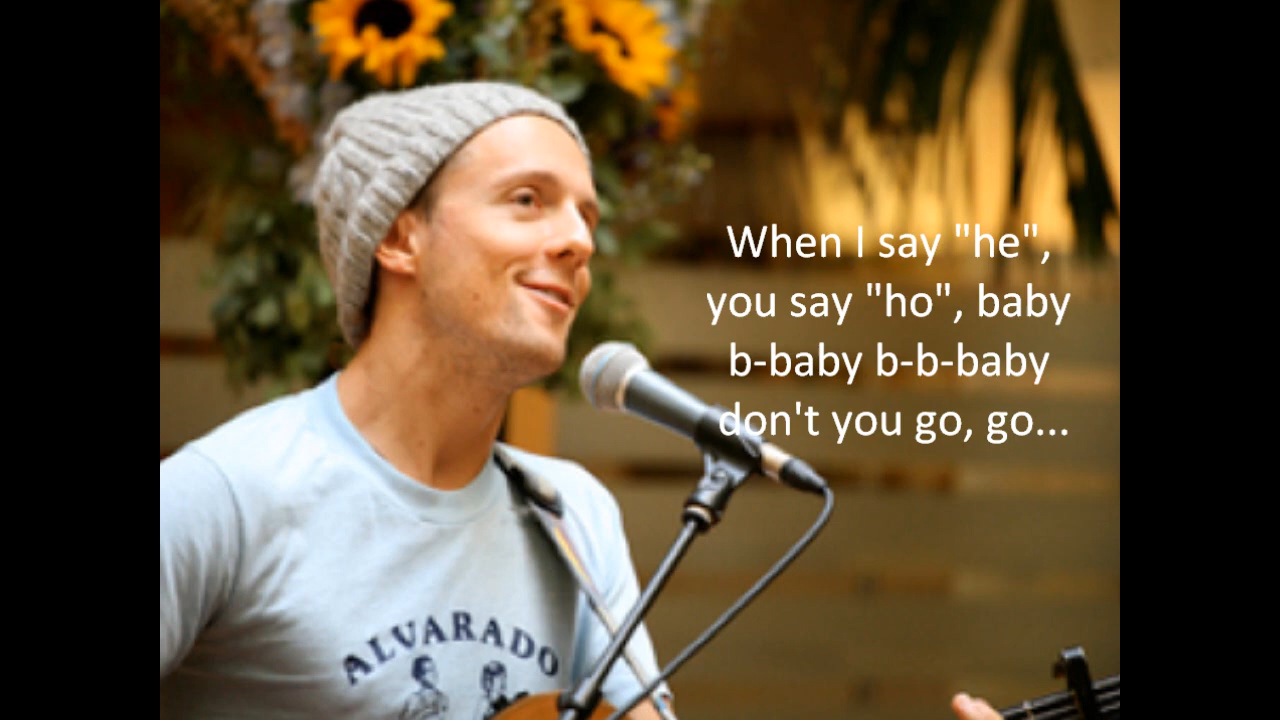 When I say "he",
you say "ho", baby
b-baby b-b-baby
don't you go, go...
ALVARADO